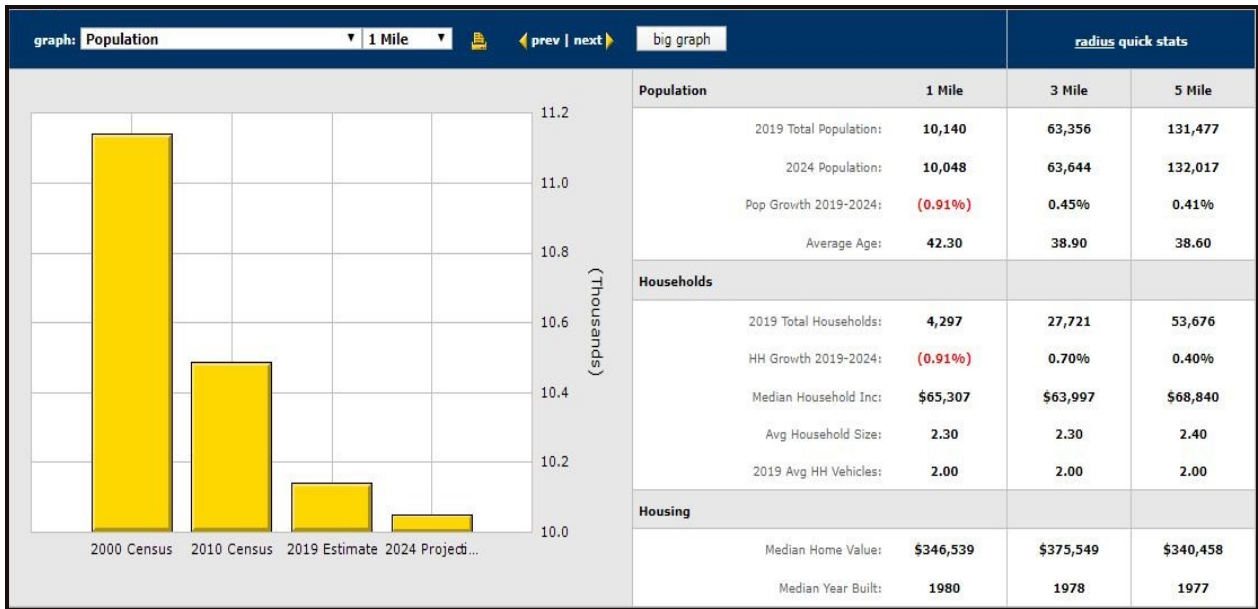 graph: Population 1 Mile prev | next big graph radius quick stats
11.2
11.0
10.8
10.6
10.4
10.2
10.0
(Thousands)
2000 Census 2010 Census 2019 Estimate 2024 Projecti...
Population 1 Mile 3 Mile 5 Mile
2019 Total Population: 10,140 63,356 131,477
2024 Population: 10,048 63,644 132,017
Pop Growth 2019-2024: (0.91%) 0.45% 0.41%
Average Age: 42.30 38.90 38.60
Households
2019 Total Households: 4,297 27,721 53,676
HH Growth 2019-2024: (0.91%) 0.70% 0.40%
Median Household Inc: $65,307 $63,997 $68,840
Avg Household Size: 2.30 2.30 2.40
2019 Avg HH Vehicles: 2.00 2.00 2.00
Housing
Median Home Value: $346,539 $375,549 $340,458
Median Year Built: 1980 1978 1977